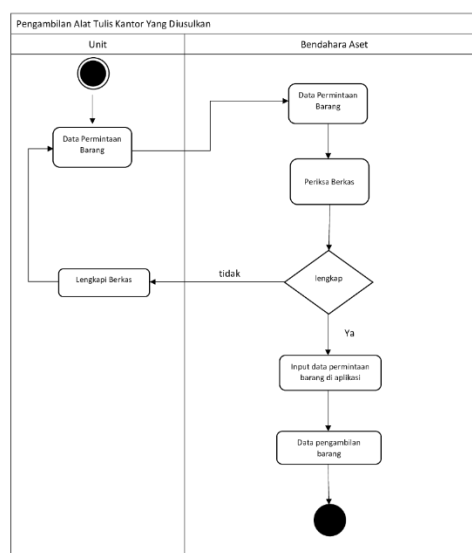 Pengambilan Alat Tulis Kantor Yang Diusulkan
Unit
Bendahara Aset
Data Permintaan
Barang
Data Permintaan
Barang
Periksa Berkas
lengkap
tidak
Lengkapi Berkas
Ya
Input data permintaan
barang di aplikasi
Data pengambilan
barang